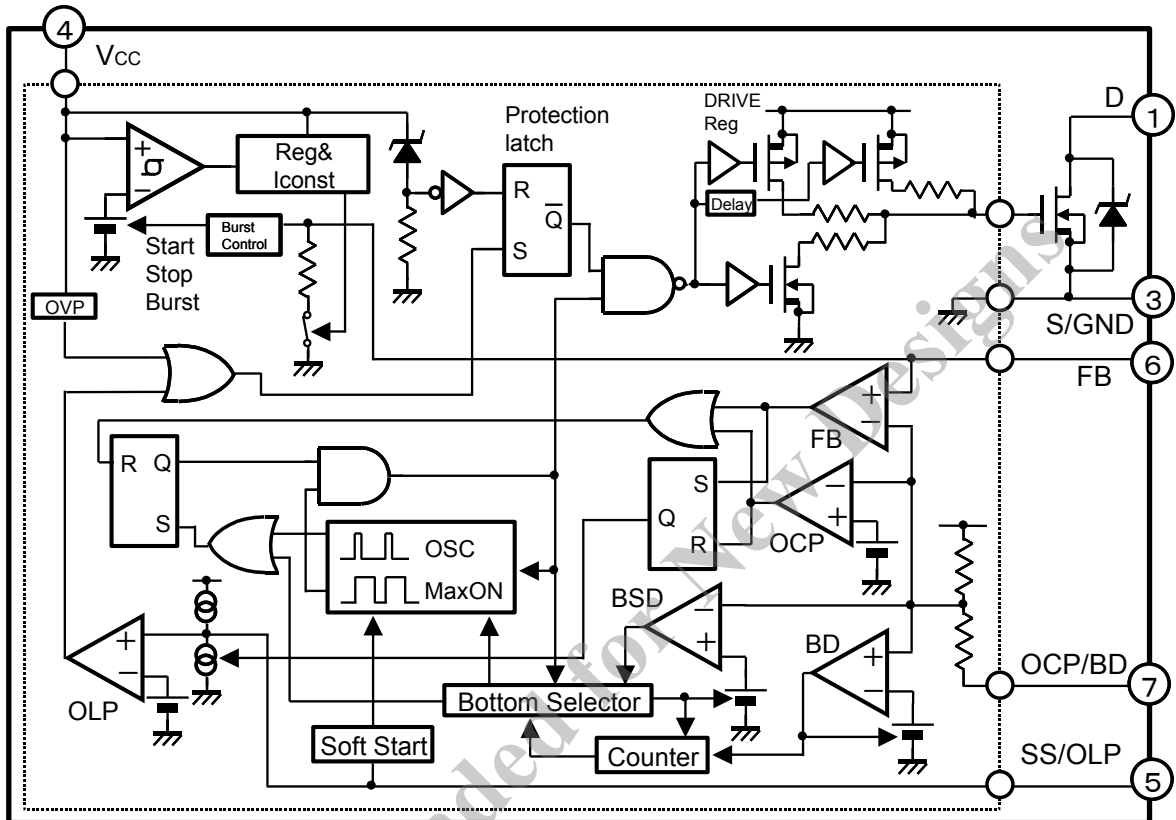 4
VCC
D
1
Protection
latch
DRIVE
Reg
+
−
Reg&
Iconst
R
Q
S
Delay
Burst
Control
Start
Stop
Burst
OVP
3
S/GND
6
FB
+
−
FB
R
Q
S
S
Q
R
−
+
OCP
OSC
MaxON
BSD
−
+
BD
+
−
+
−
OLP
OCP/BD
7
Bottom Selector
Soft Start
Counter
SS/OLP
5
nded for New Designs